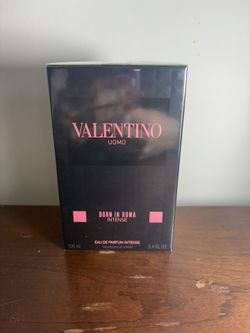 VALENTINO
UOMO
BORN IN ROMA
INTENSE
EAU DE PARFUM INTENSE
100 ml
3.4 FL.OZ